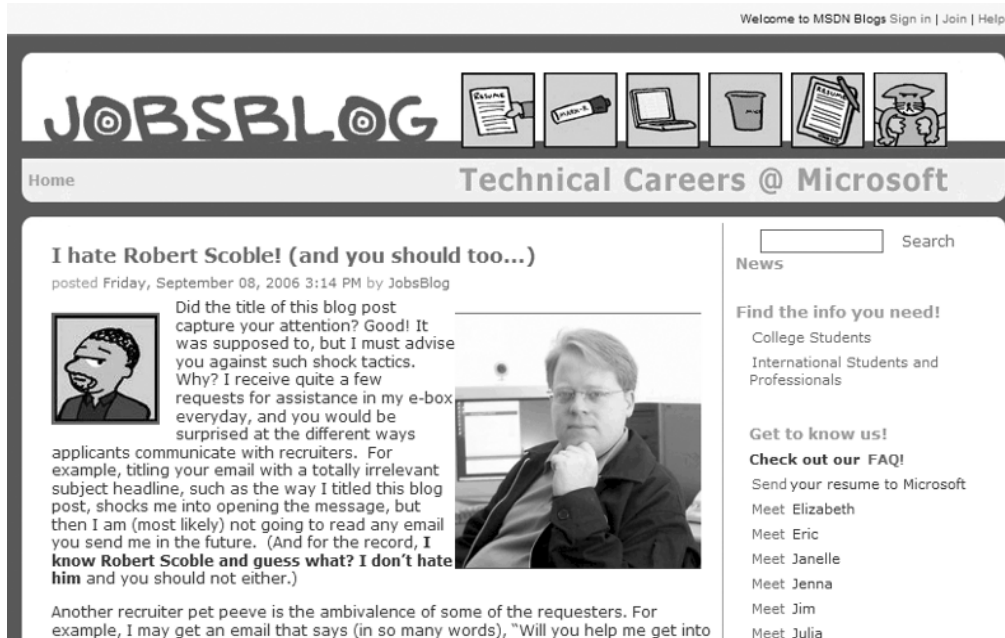 Welcome to MSDN Blogs Sign in | Join | Help
JOBSBLOG
RESUME
MARK-R
RESUME
Home
Technical Careers @ Microsoft
I hate Robert Scoble! (and you should too...)
posted Friday, September 08, 2006 3:14 PM by JobsBlog
Did the title of this blog post
capture your attention? Good! It
was supposed to, but I must advise
you against such shock tactics.
Why? I receive quite a few
requests for assistance in my e-box
everyday, and you would be
surprised at the different ways
applicants communicate with recruiters. For
example, titling your email with a totally irrelevant
subject headline, such as the way I titled this blog
post, shocks me into opening the message, but
then I am (most likely) not going to read any email
you send me in the future. (And for the record, I
know Robert Scoble and guess what? I don't hate
him and you should not either.)
Another recruiter pet peeve is the ambivalence of some of the requesters. For
example, I may get an email that says (in so many words), "Will you help me get into
Search
News
Find the info you need!
College Students
International Students and
Professionals
Get to know us!
Check out our FAQ!
Send your resume to Microsoft
Meet Elizabeth
Meet Eric
Meet Janelle
Meet Jenna
Meet Jim
Meet Julia